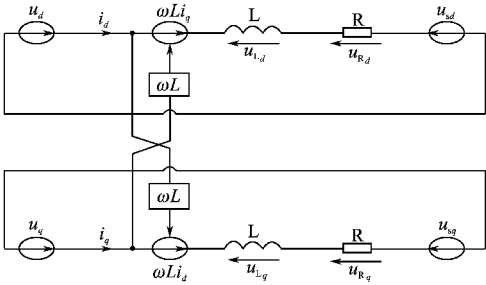 u_d i_d ωLi_q L R u_sd
u_Ld u_Rd
ωL
ωL
u_q i_q L R u_sq
ωLi_d u_Lq u_Rq